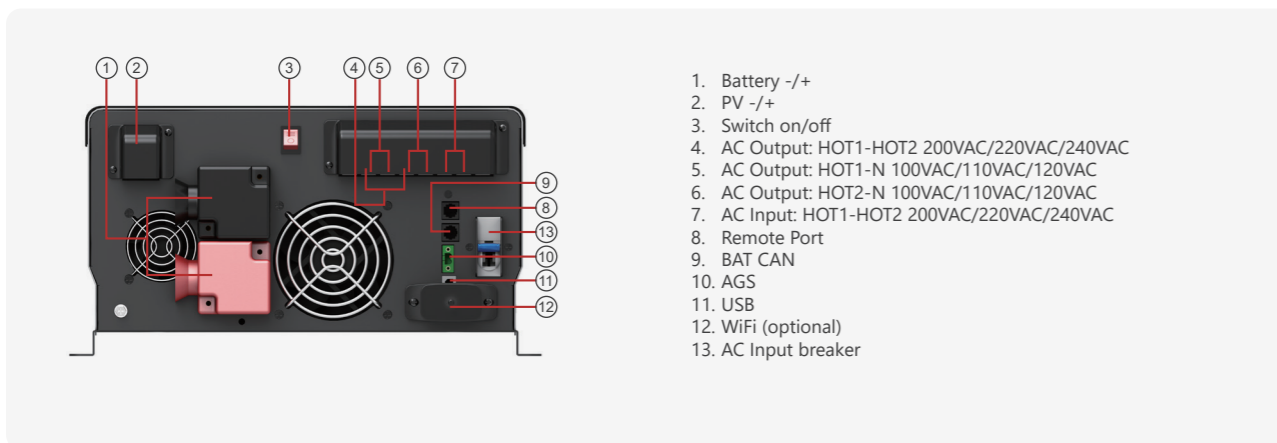 ① ② ③ ④ ⑤ ⑥ ⑦
⑨
⑧
⑬
⑩
⑪
⑫
①
1. Battery -/+
2. PV -/+
3. Switch on/off
4. AC Output: HOT1-HOT2 200VAC/220VAC/240VAC
5. AC Output: HOT1-N 100VAC/110VAC/120VAC
6. AC Output: HOT2-N 100VAC/110VAC/120VAC
7. AC Input: HOT1-HOT2 200VAC/220VAC/240VAC
8. Remote Port
9. BAT CAN
10. AGS
11. USB
12. WiFi (optional)
13. AC Input breaker